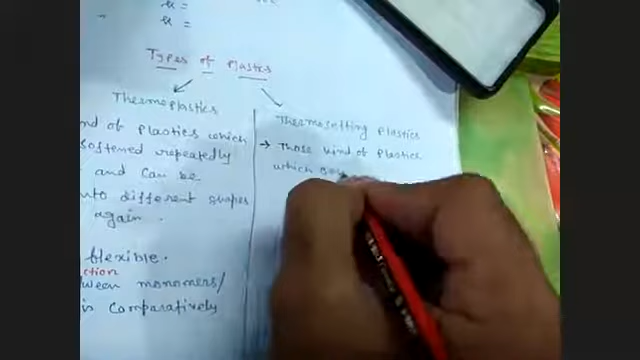 x =
x =
Types of Plastics
Thermoplastics
nd of Plastics which
softened repeatedly
and can be
nto different shapes
again.
flexible.
ction
ween monomers/
is comparatively
Thermosetting Plastics
→ Those kind of Plastics
which